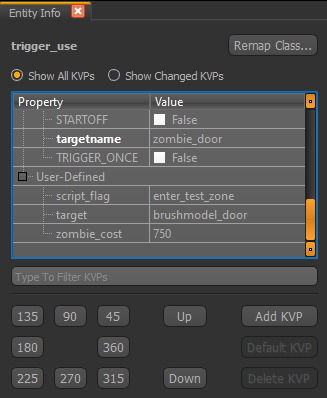 Entity Info
trigger_use
Remap Class...
Show All KVPs Show Changed KVPs
Property Value
STARTOFF False
targetname zombie_door
TRIGGER_ONCE False
User-Defined
script_flag enter_test_zone
target brushmodel_door
zombie_cost 750
Type To Filter KVPs
135 90 45 Up Add KVP
180 360 Default KVP
225 270 315 Down Delete KVP